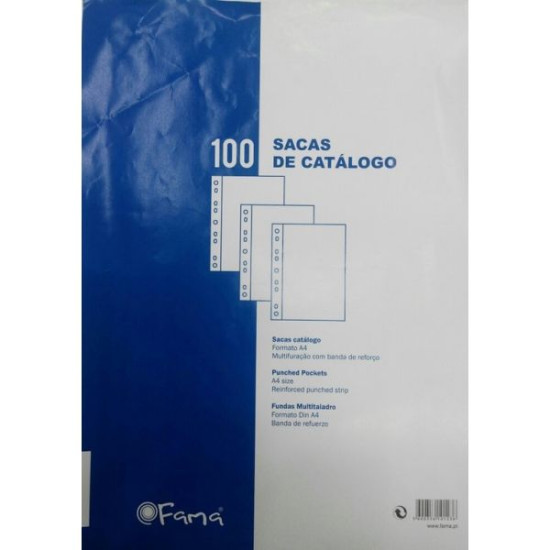 100
SACAS
DE CATÁLOGO
Sacas catálogo
Formato A4
Multifuração com banda de reforço
Punched Pockets
A4 size
Reinforced punched strip
Fundas Multitaladro
Formato Din A4
Banda de refuerzo
Fama®
www.fama.pt